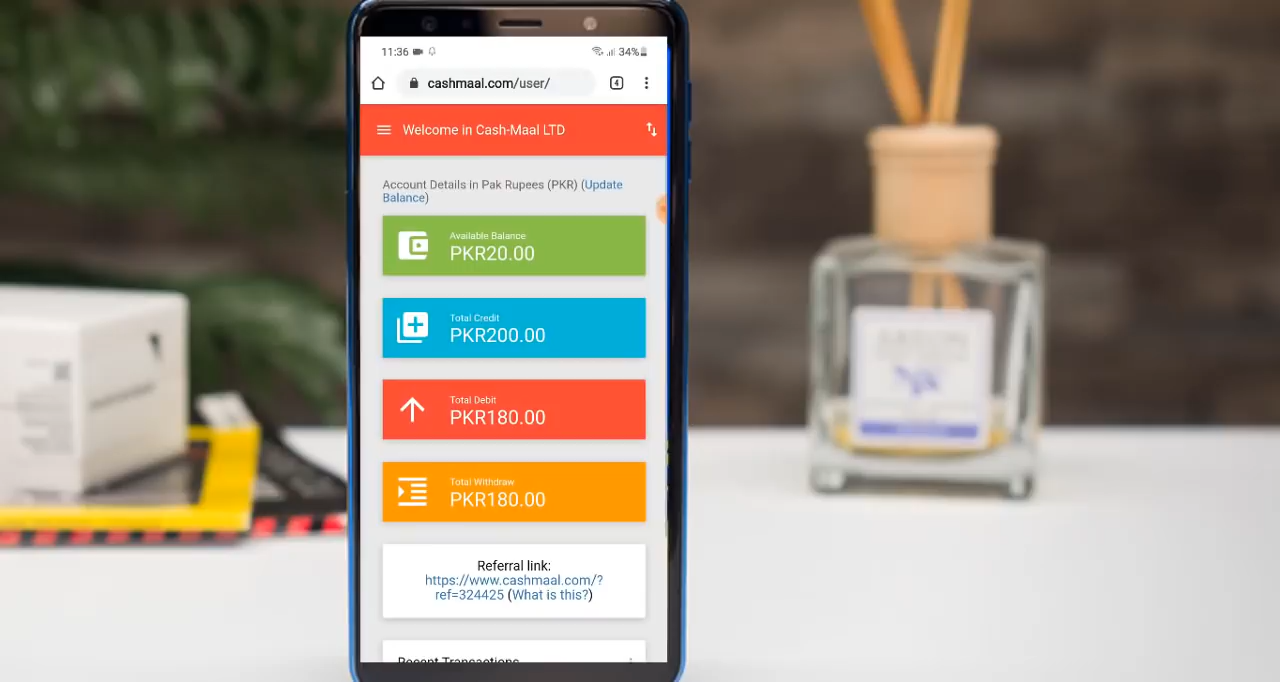 11:36
34%
cashmaal.com/user/
4
Welcome in Cash-Maal LTD
Account Details in Pak Rupees (PKR) (Update
Balance)
Available Balance
PKR20.00
Total Credit
PKR200.00
Total Debit
PKR180.00
Total Withdraw
PKR180.00
Referral link:
https://www.cashmaal.com/?
ref=324425 (What is this?)
Recent Transactions